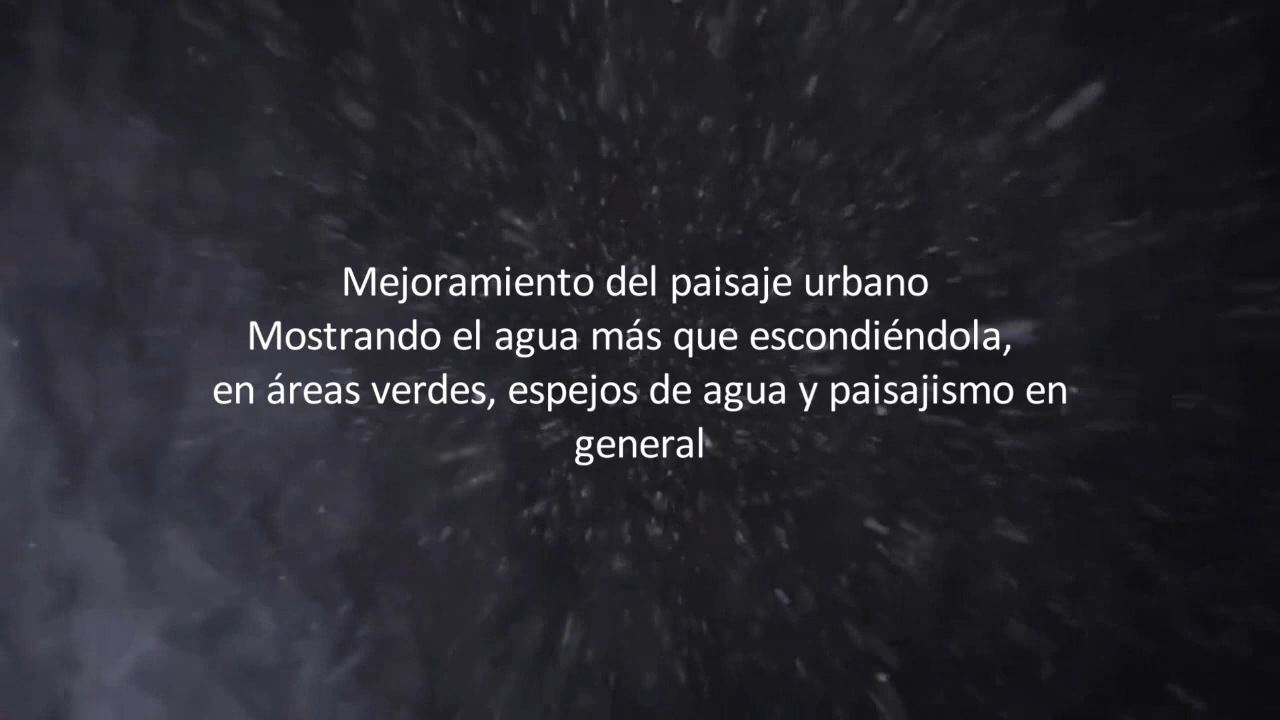 Mejoramiento del paisaje urbano
Mostrando el agua más que escondiéndola,
en áreas verdes, espejos de agua y paisajismo en
general